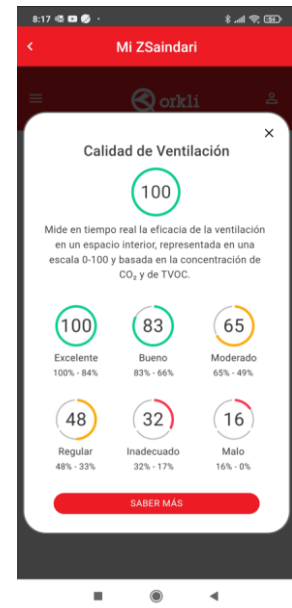 8:17
51
Mi ZSaindari
orkli
Calidad de Ventilación
100
Mide en tiempo real la eficacia de la ventilación
en un espacio interior, representada en una
escala 0-100 y basada en la concentración de
CO₂ y de TVOC.
100 83 65
Excelente Bueno Moderado
100% - 84% 83% - 66% 65% - 49%
48 32 16
Regular Inadecuado Malo
48% - 33% 32% - 17% 16% - 0%
SABER MÁS